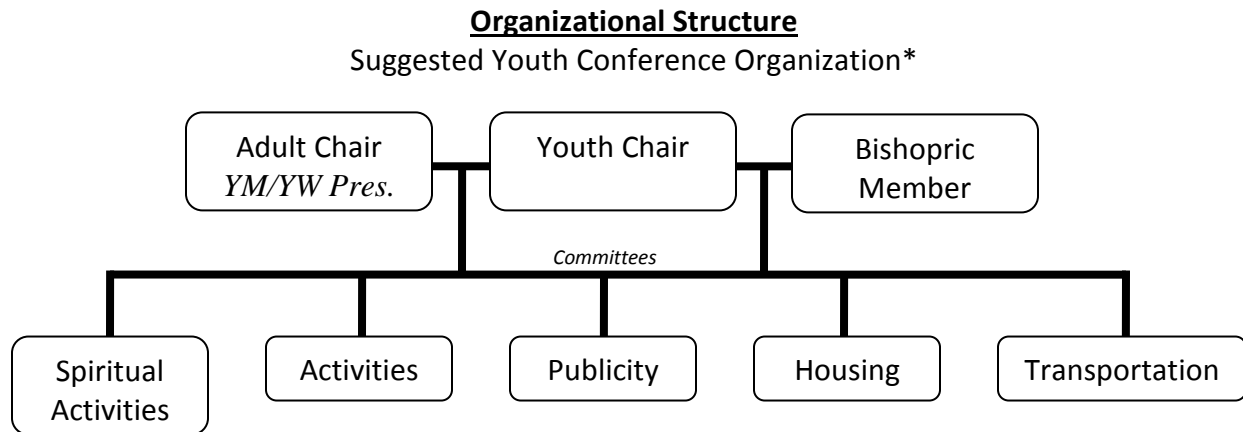 Organizational Structure
Suggested Youth Conference Organization*
Adult Chair
YM/YW Pres.
Youth Chair
Bishopric
Member
Committees
Spiritual
Activities
Activities
Publicity
Housing
Transportation